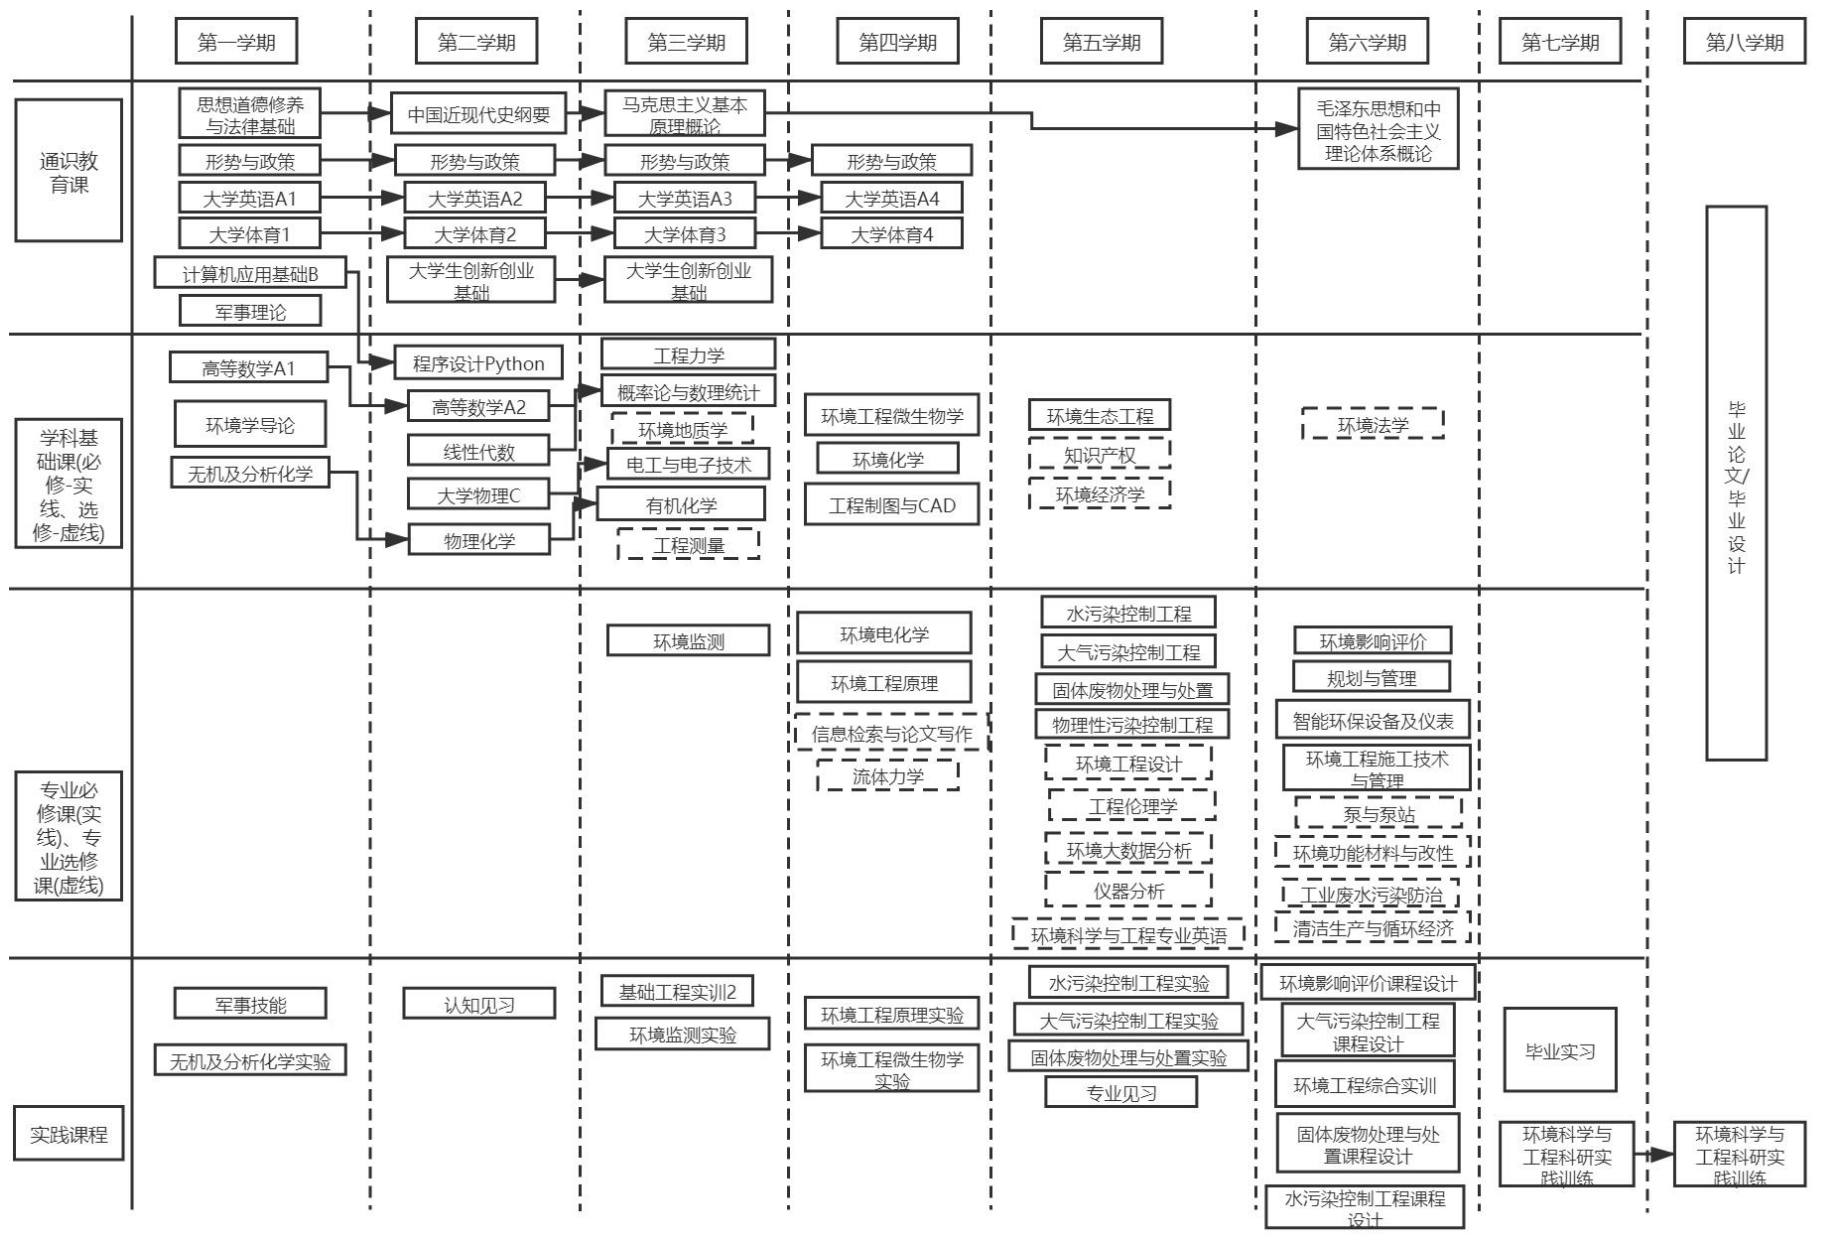 第一学期
第二学期
第三学期
第四学期
第五学期
第六学期
第七学期
第八学期
通识教
育课
思想道德修养
与法律基础
中国近现代史纲要
马克思主义基本
原理概论
毛泽东思想和中
国特色社会主义
理论体系概论
形势与政策
形势与政策
形势与政策
形势与政策
大学英语A1
大学英语A2
大学英语A3
大学英语A4
大学体育1
大学体育2
大学体育3
大学体育4
计算机应用基础B
大学生创新创业
基础
大学生创新创业
基础
军事理论
学科基
础课(必
修-实
线、选
修-虚线)
高等数学A1
环境学导论
无机及分析化学
程序设计Python
高等数学A2
线性代数
大学物理C
物理化学
工程力学
概率论与数理统计
环境地质学
电工与电子技术
有机化学
工程测量
环境工程微生物学
环境化学
工程制图与CAD
环境生态工程
知识产权
环境经济学
环境法学
毕
业
论
文/
毕
业
设
计
专业必
修课(实
线)、专
业选修
课(虚线)
环境监测
环境电化学
环境工程原理
信息检索与论文写作
流体力学
水污染控制工程
大气污染控制工程
固体废物处理与处置
物理性污染控制工程
环境工程设计
工程伦理学
环境大数据分析
仪器分析
环境科学与工程专业英语
环境影响评价
规划与管理
智能环保设备及仪表
环境工程施工技术
与管理
泵与泵站
环境功能材料与改性
工业废水污染防治
清洁生产与循环经济
实践课程
军事技能
无机及分析化学实验
认知见习
基础工程实训2
环境监测实验
环境工程原理实验
环境工程微生物学
实验
水污染控制工程实验
大气污染控制工程实验
固体废物处理与处置实验
专业见习
环境影响评价课程设计
大气污染控制工程
课程设计
环境工程综合实训
固体废物处理与处
置课程设计
水污染控制工程课程
设计
毕业实习
环境科学与
工程科研实
践训练
环境科学与
工程科研实
践训练